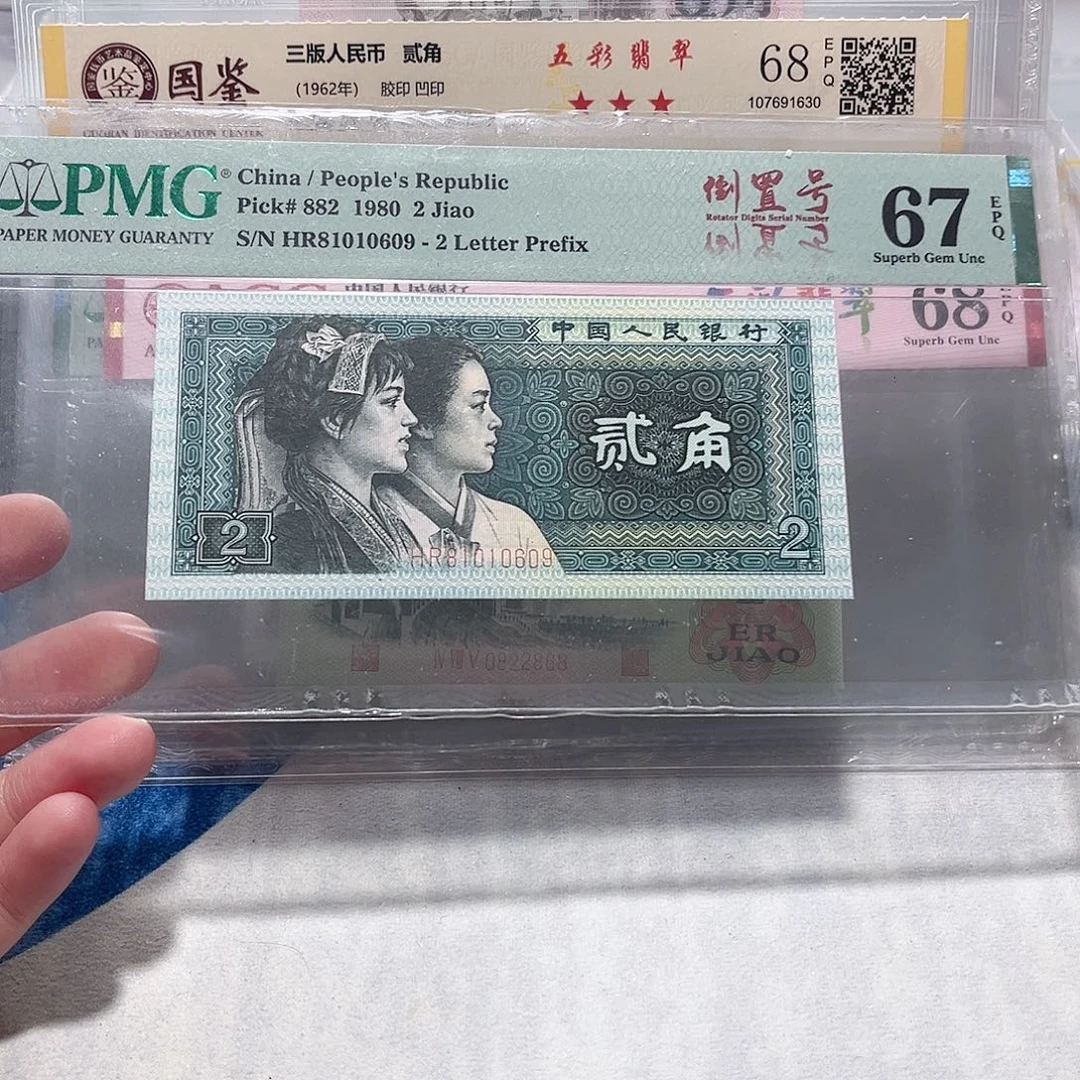 国鉴
三版人民币 贰角
(1962年) 胶印 凹印
五彩翡翠
★★★
68
EPQ
107691630
GUOJIAN IDENTIFICATION CENTER
PMG®
PAPER MONEY GUARANTY
China / People's Republic
Pick# 882 1980 2 Jiao
S/N HR81010609 - 2 Letter Prefix
倒置号
Rotator Digits Serial Number
67
EPQ
Superb Gem Unc
68
Superb Gem Unc
中国人民银行
贰角
2
2
HR81010609
ER
JIAO